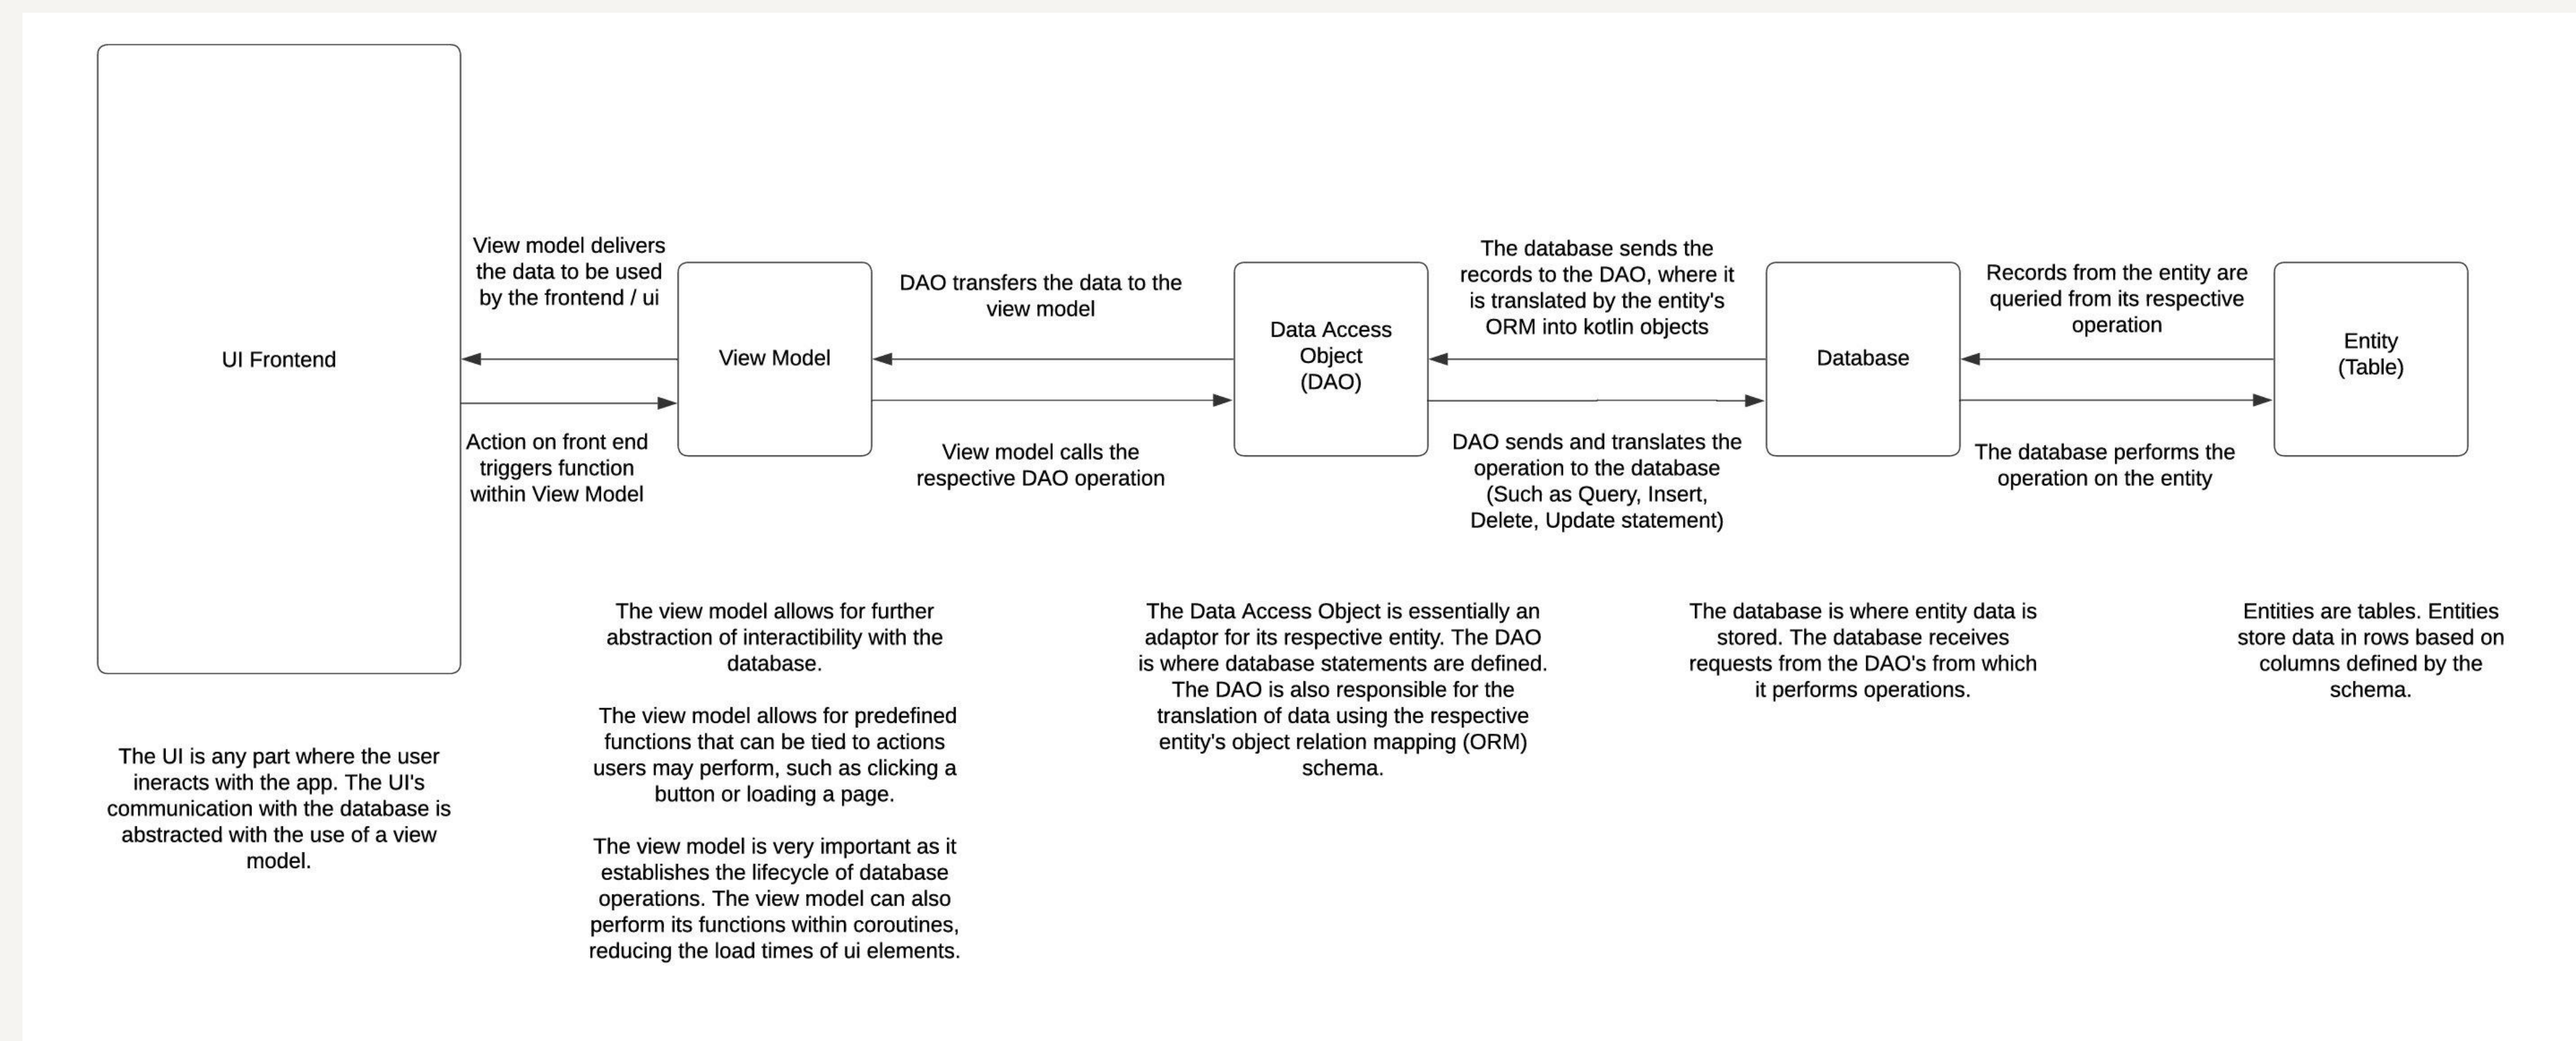 UI Frontend
View model delivers
the data to be used
by the frontend / ui
Action on front end
triggers function
within View Model
View Model
DAO transfers the data to the
view model
View model calls the
respective DAO operation
Data Access
Object
(DAO)
The database sends the
records to the DAO, where it
is translated by the entity's
ORM into kotlin objects
DAO sends and translates the
operation to the database
(Such as Query, Insert,
Delete, Update statement)
Database
Records from the entity are
queried from its respective
operation
The database performs the
operation on the entity
Entity
(Table)
The UI is any part where the user
ineracts with the app. The UI's
communication with the database is
abstracted with the use of a view
model.
The view model allows for further
abstraction of interactibility with the
database.
The view model allows for predefined
functions that can be tied to actions
users may perform, such as clicking a
button or loading a page.
The view model is very important as it
establishes the lifecycle of database
operations. The view model can also
perform its functions within coroutines,
reducing the load times of ui elements.
The Data Access Object is essentially an
adaptor for its respective entity. The DAO
is where database statements are defined.
The DAO is also responsible for the
translation of data using the respective
entity's object relation mapping (ORM)
schema.
The database is where entity data is
stored. The database receives
requests from the DAO's from which
it performs operations.
Entities are tables. Entities
store data in rows based on
columns defined by the
schema.